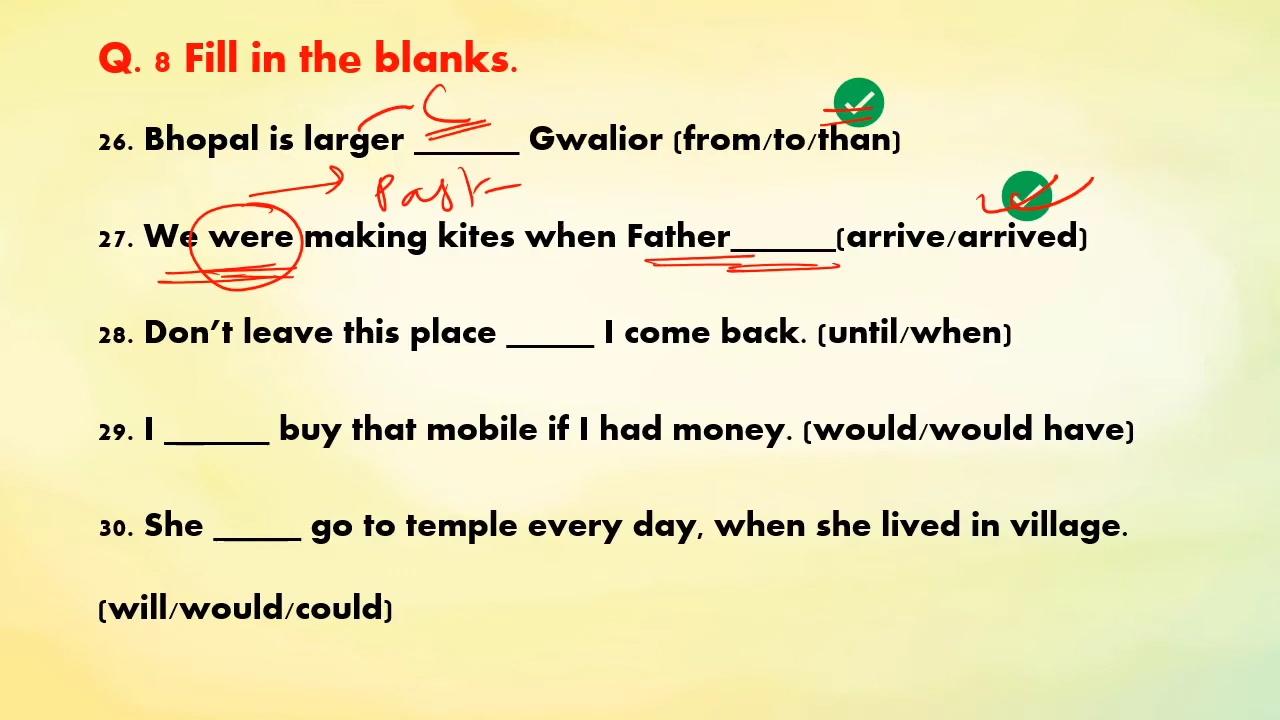 Q. 8 Fill in the blanks.
C
26. Bhopal is larger ______ Gwalior (from/to/than)
Past
27. We were making kites when Father______(arrive/arrived)
28. Don't leave this place _____ I come back. (until/when)
29. I ______ buy that mobile if I had money. (would/would have)
30. She _____ go to temple every day, when she lived in village.
(will/would/could)